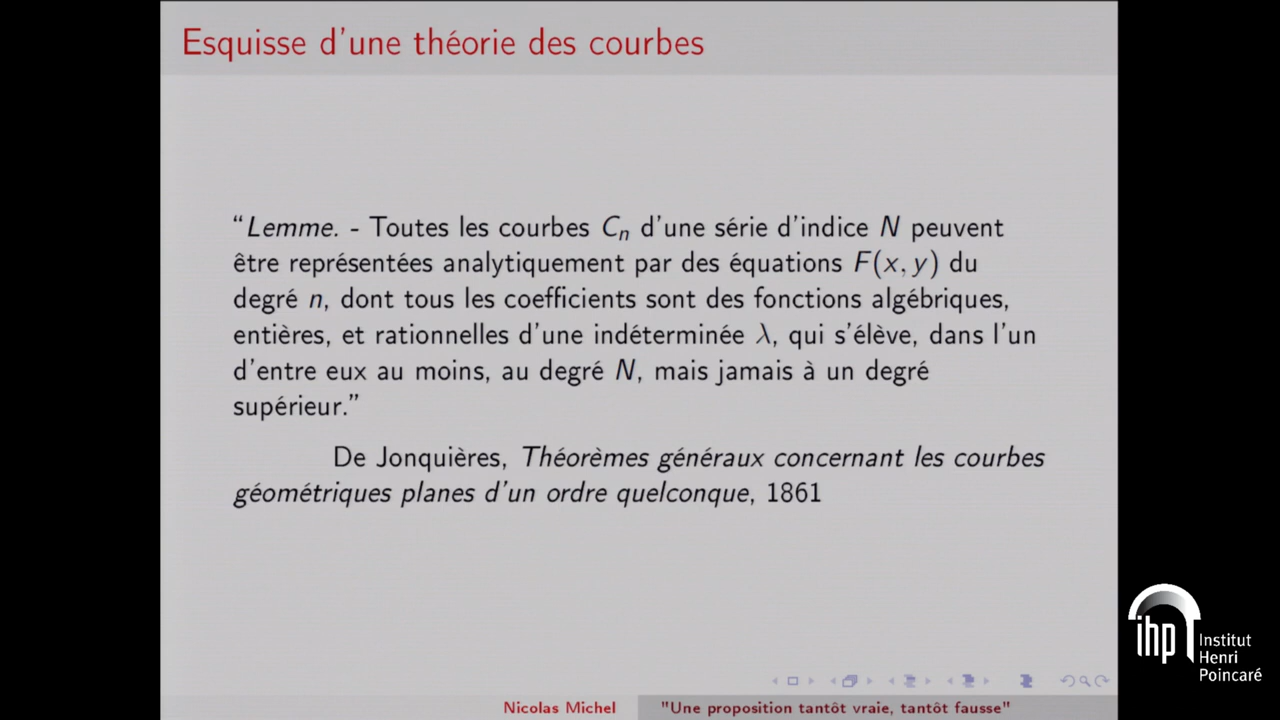 Esquisse d'une théorie des courbes
“Lemme. - Toutes les courbes Cn d'une série d'indice N peuvent
être représentées analytiquement par des équations F(x, y) du
degré n, dont tous les coefficients sont des fonctions algébriques,
entières, et rationnelles d'une indéterminée λ, qui s'élève, dans l'un
d'entre eux au moins, au degré N, mais jamais à un degré
supérieur.”
De Jonquières, Théorèmes généraux concernant les courbes
géométriques planes d'un ordre quelconque, 1861
ihp Institut
Henri
Poincaré
Nicolas Michel "Une proposition tantôt vraie, tantôt fausse"